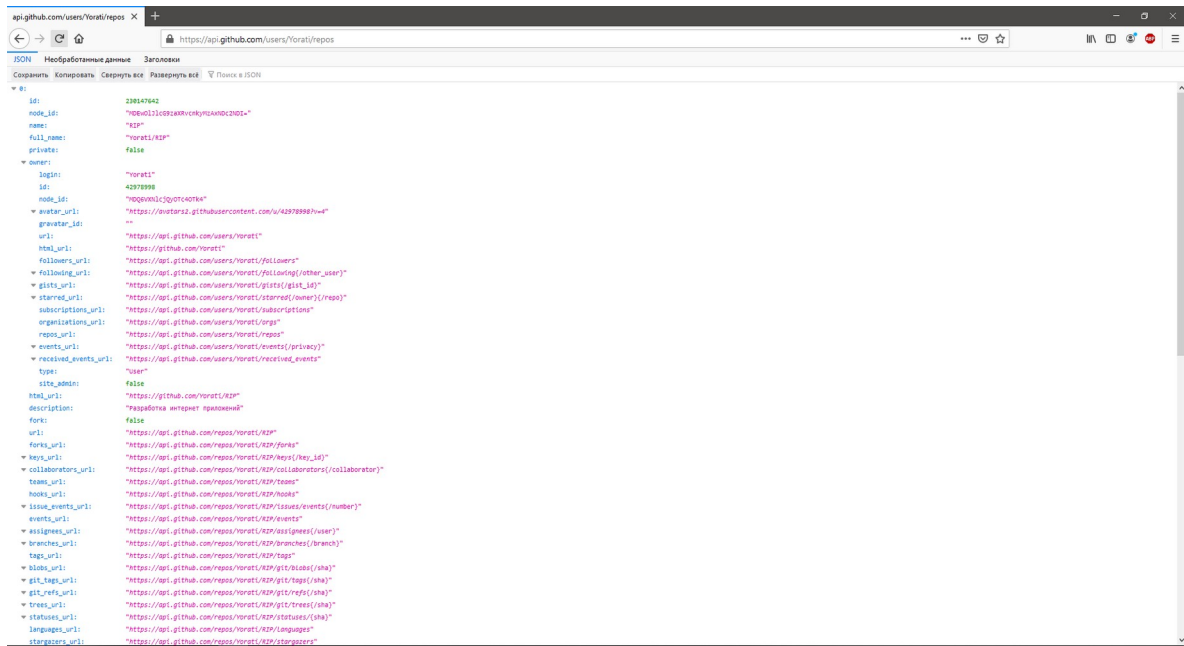 api.github.com/users/Yorati/repos
https://api.github.com/users/Yorati/repos
JSON Необработанные данные Заголовки
Сохранить Копировать Свернуть все Развернуть всё Поиск в JSON
0:
id: 230147642
node_id:
name: "RIP"
full_name: "Yorati/RIP"
private: false
owner:
login: "Yorati"
id: 42978998
node_id: "MDQ6VXNlcjQyOTc4OTk4"
avatar_url: "https://avatars2.githubusercontent.com/u/42978998?v=4"
gravatar_id: ""
url: "https://api.github.com/users/Yorati"
html_url: "https://github.com/Yorati"
followers_url: "https://api.github.com/users/Yorati/followers"
following_url: "https://api.github.com/users/Yorati/following{/other_user}"
gists_url: "https://api.github.com/users/Yorati/gists{/gist_id}"
starred_url: "https://api.github.com/users/Yorati/starred{/owner}{/repo}"
subscriptions_url: "https://api.github.com/users/Yorati/subscriptions"
organizations_url: "https://api.github.com/users/Yorati/orgs"
repos_url: "https://api.github.com/users/Yorati/repos"
events_url: "https://api.github.com/users/Yorati/events{/privacy}"
received_events_url: "https://api.github.com/users/Yorati/received_events"
type: "User"
site_admin: false
html_url: "https://github.com/Yorati/RIP"
description: "Разработка интернет приложений"
fork: false
url: "https://api.github.com/repos/Yorati/RIP"
forks_url: "https://api.github.com/repos/Yorati/RIP/forks"
keys_url: "https://api.github.com/repos/Yorati/RIP/keys{/key_id}"
collaborators_url: "https://api.github.com/repos/Yorati/RIP/collaborators{/collaborator}"
teams_url: "https://api.github.com/repos/Yorati/RIP/teams"
hooks_url: "https://api.github.com/repos/Yorati/RIP/hooks"
issue_events_url: "https://api.github.com/repos/Yorati/RIP/issues/events{/number}"
events_url: "https://api.github.com/repos/Yorati/RIP/events"
assignees_url: "https://api.github.com/repos/Yorati/RIP/assignees{/user}"
branches_url: "https://api.github.com/repos/Yorati/RIP/branches{/branch}"
tags_url: "https://api.github.com/repos/Yorati/RIP/tags"
blobs_url: "https://api.github.com/repos/Yorati/RIP/git/blobs{/sha}"
git_tags_url: "https://api.github.com/repos/Yorati/RIP/git/tags{/sha}"
git_refs_url: "https://api.github.com/repos/Yorati/RIP/git/refs{/sha}"
trees_url: "https://api.github.com/repos/Yorati/RIP/git/trees{/sha}"
statuses_url: "https://api.github.com/repos/Yorati/RIP/statuses/{sha}"
languages_url: "https://api.github.com/repos/Yorati/RIP/languages"
stargazers_url: "https://api.github.com/repos/Yorati/RIP/stargazers"